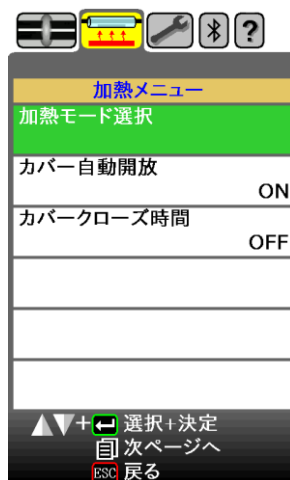 ?
加熱メニュー
加熱モード選択
カバー自動開放
ON
カバークローズ時間
OFF
+ 選択+決定
次ページへ
ESC 戻る